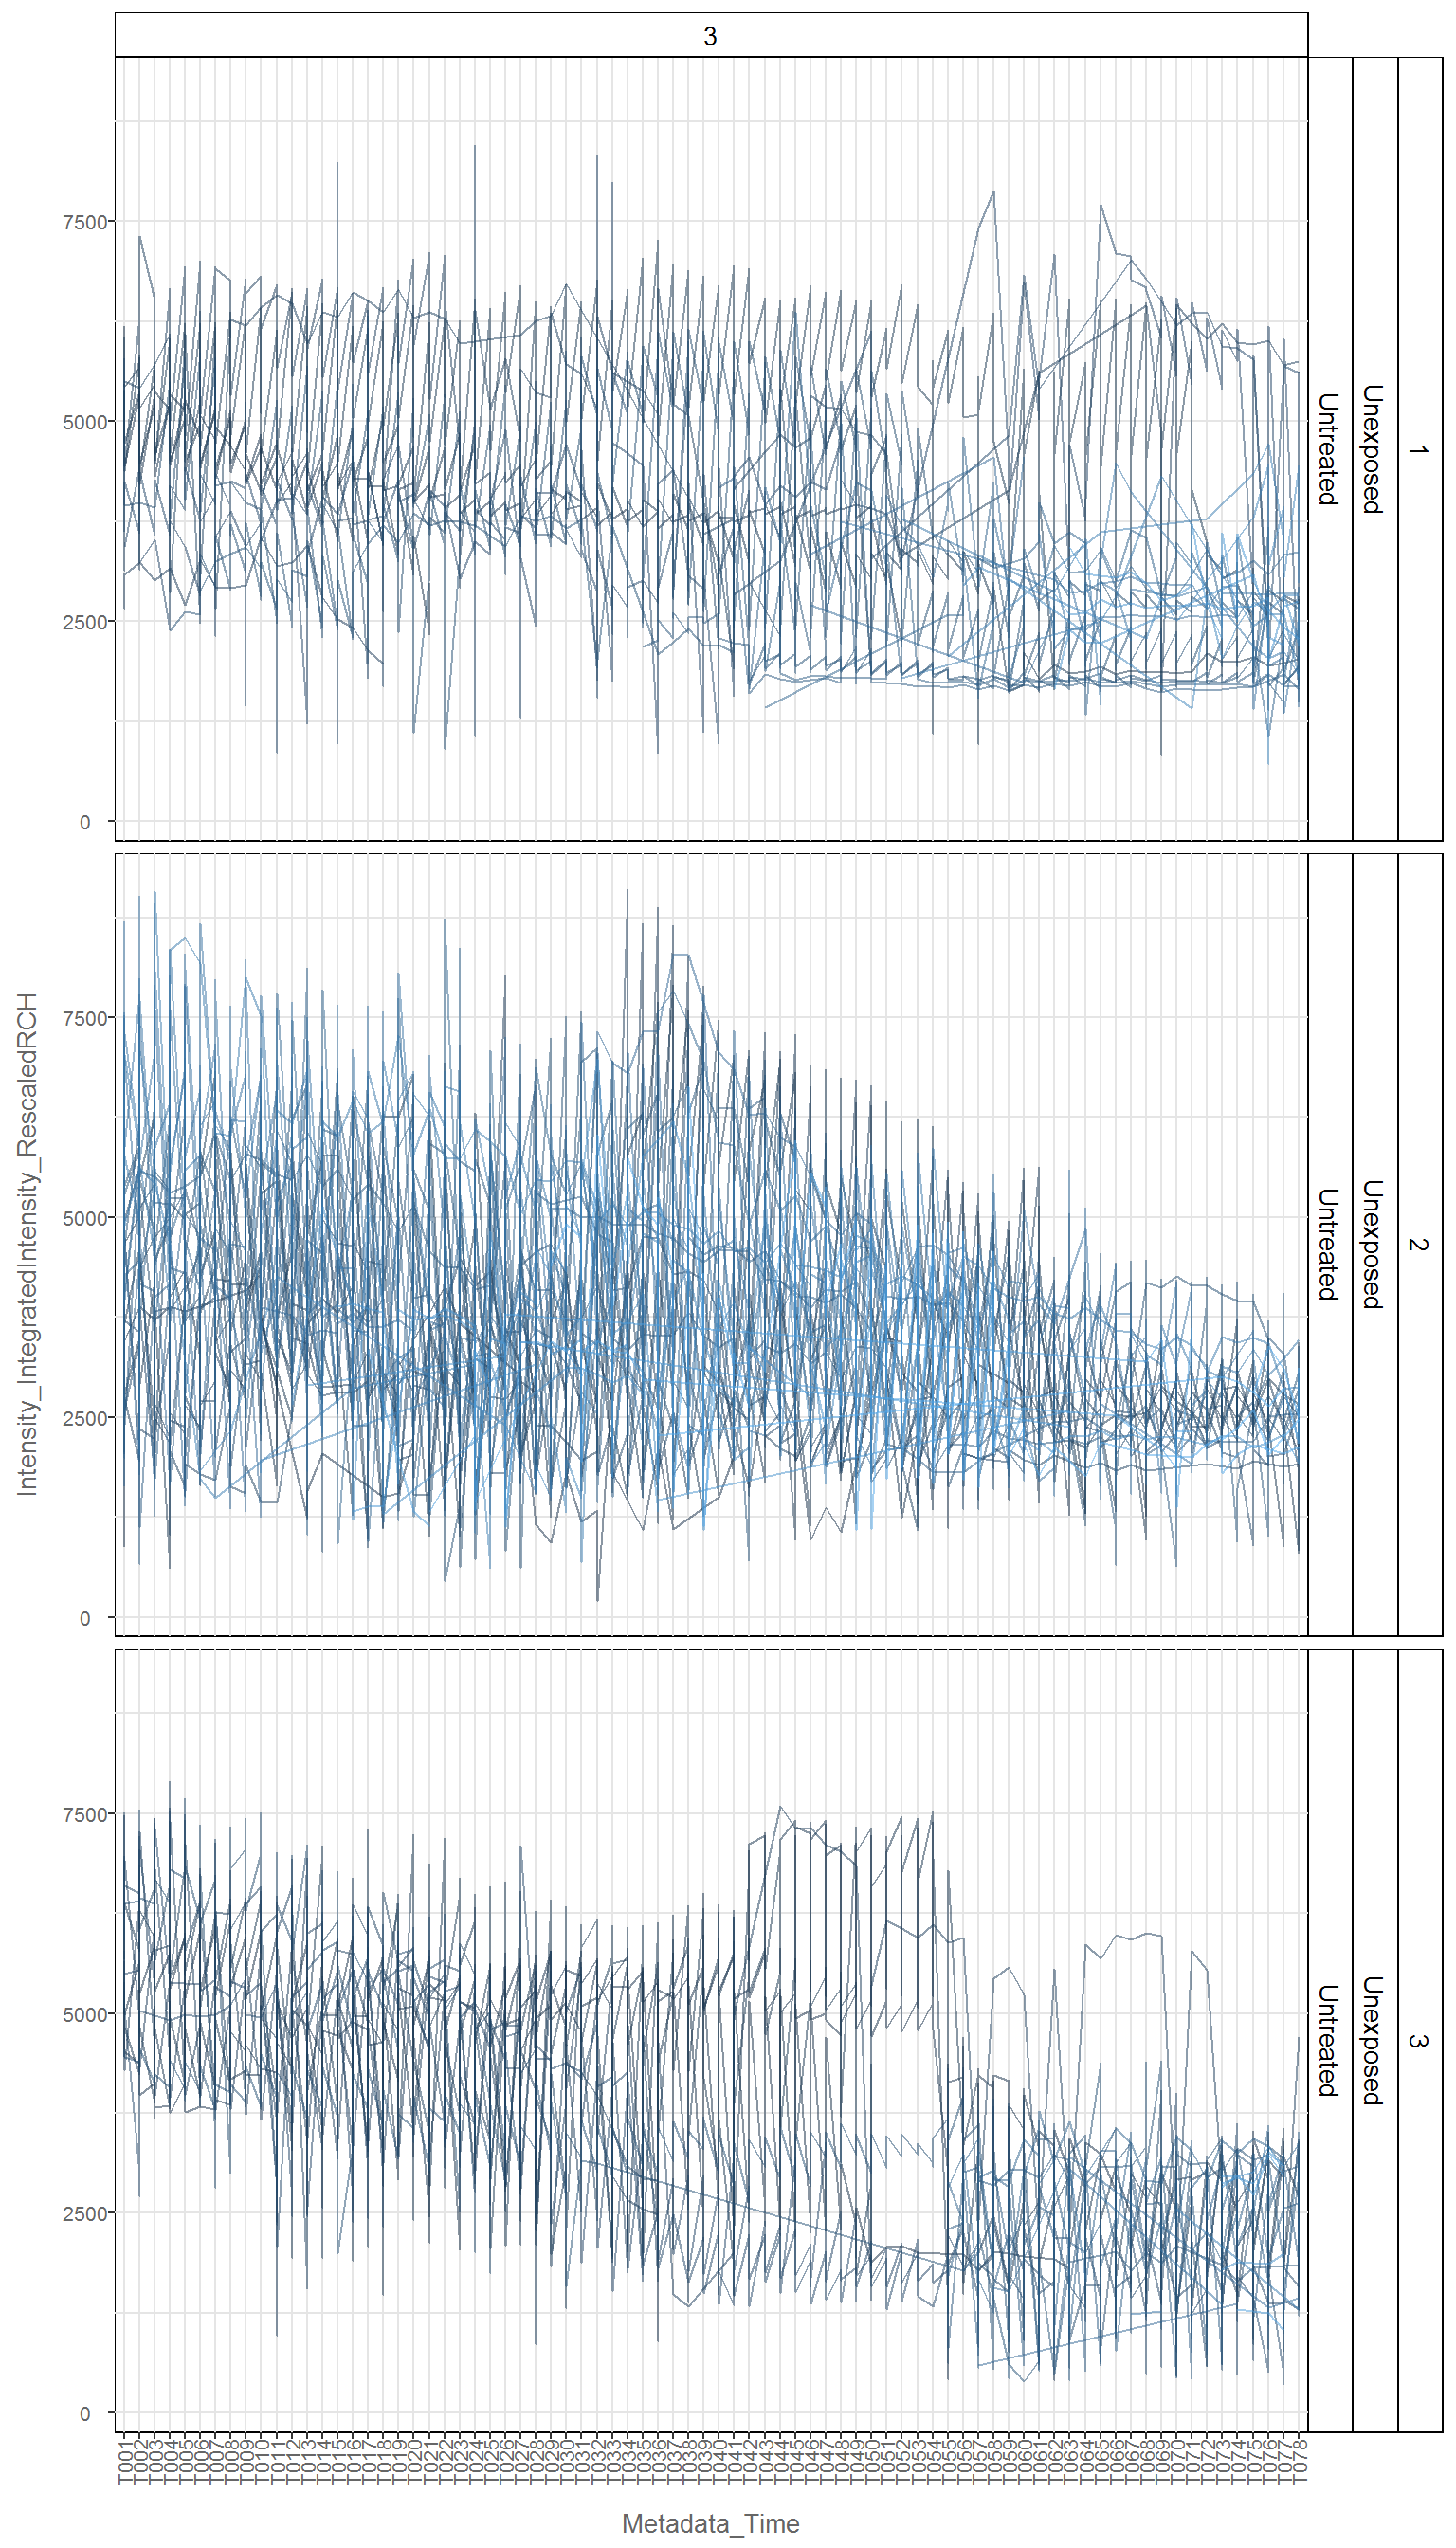 3
7500
5000
2500
0
Untreated
Unexposed
1
7500
5000
2500
0
Untreated
Unexposed
2
7500
5000
2500
0
Untreated
Unexposed
3
Intensity_IntegratedIntensity_RescaledRCH
T001
T002
T003
T004
T005
T006
T007
T008
T009
T010
T011
T012
T013
T014
T015
T016
T017
T018
T019
T020
T021
T022
T023
T024
T025
T026
T027
T028
T029
T030
T031
T032
T033
T034
T035
T036
T037
T038
T039
T040
T041
T042
T043
T044
T045
T046
T047
T048
T049
T050
T051
T052
T053
T054
T055
T056
T057
T058
T059
T060
T061
T062
T063
T064
T065
T066
T067
T068
T069
T070
T071
T072
T073
T074
T075
T076
T077
T078
Metadata_Time